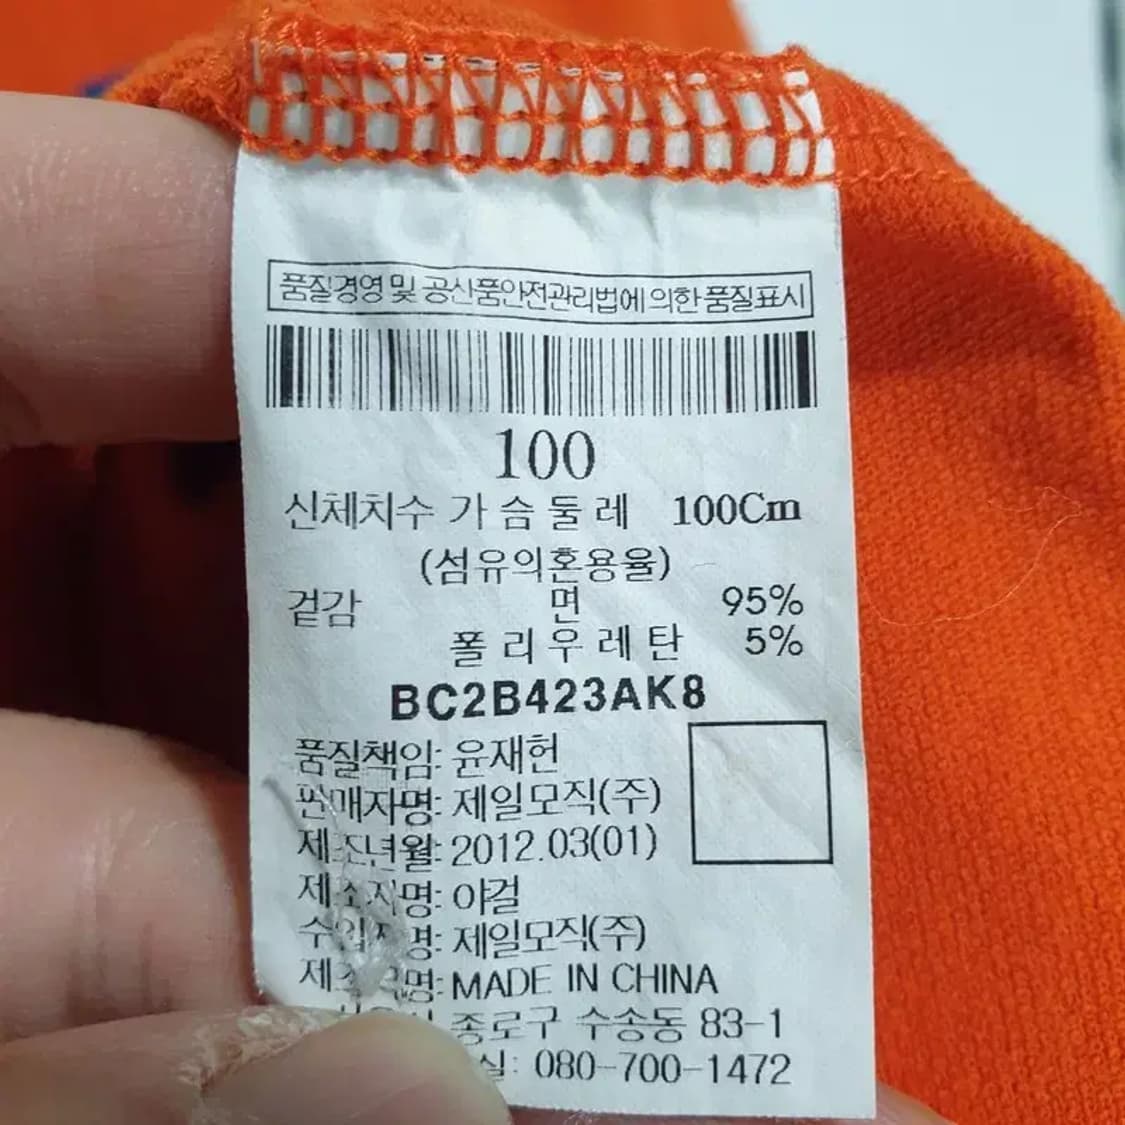 품질경영 및 공산품안전관리법에 의한 품질표시
100
신체치수 가슴둘레 100Cm
(섬유의혼용율)
겉감 면 95%
폴리우레탄 5%
BC2B423AK8
품질책임: 윤재헌
판매자명: 제일모직(주)
제조년월: 2012.03(01)
제조자명: 야걸
수입자명: 제일모직(주)
제조국명: MADE IN CHINA
종로구 수송동 83-1
실: 080-700-1472